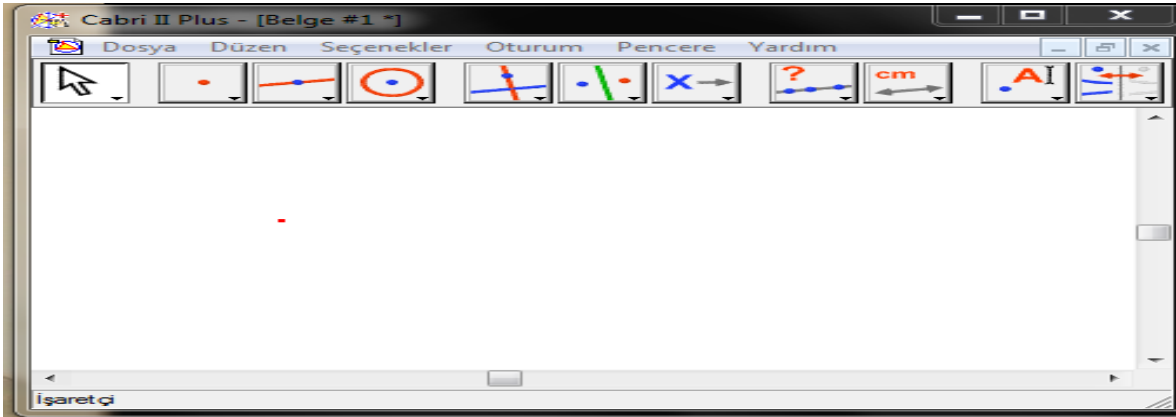 Cabri II Plus - [Belge #1 *]
Dosya Düzen Seçenekler Oturum Pencere Yardım
X ? cm A
İşaretçi